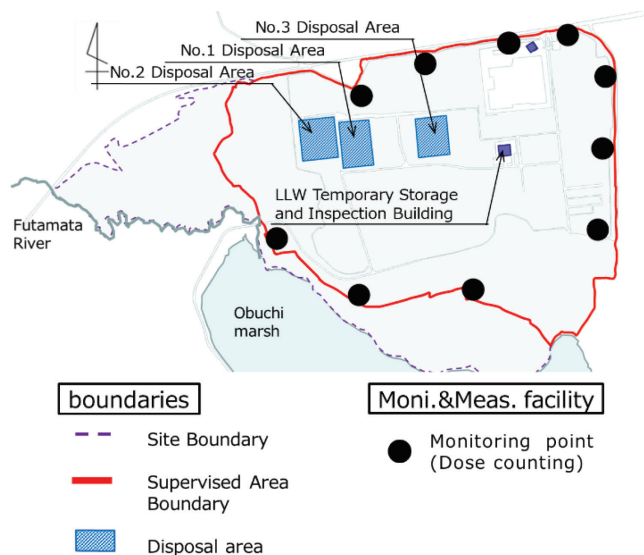 No.3 Disposal Area
No.1 Disposal Area
No.2 Disposal Area
LLW Temporary Storage
and Inspection Building
Futamata
River
Obuchi
marsh
boundaries
Site Boundary
Supervised Area
Boundary
Disposal area
Moni.&Meas. facility
Monitoring point
(Dose counting)